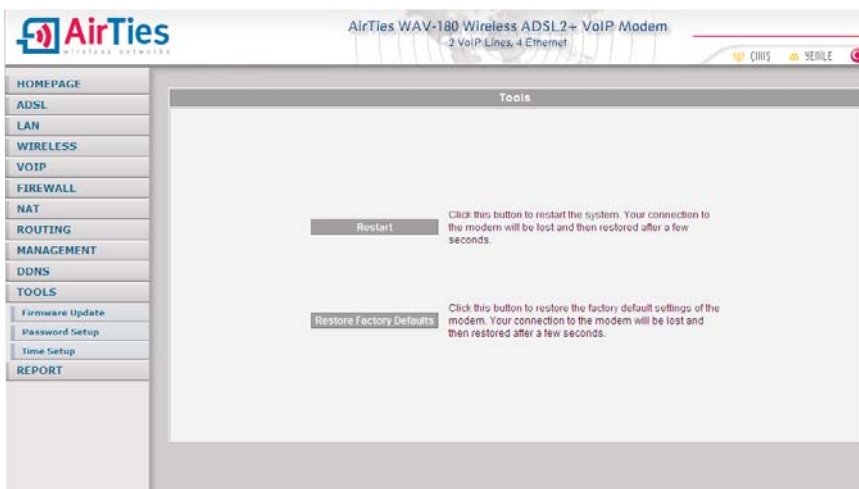 AirTies
wireless networks
AirTies WAV-180 Wireless ADSL2+ VoIP Modem
2 VoIP Lines, 4 Ethernet
ÇIKIŞ
YENİLE
HOMEPAGE
ADSL
LAN
WIRELESS
VOIP
FIREWALL
NAT
ROUTING
MANAGEMENT
DDNS
TOOLS
Firmware Update
Password Setup
Time Setup
REPORT
Tools
Restart
Click this button to restart the system. Your connection to
the modem will be lost and then restored after a few
seconds.
Restore Factory Defaults
Click this button to restore the factory default settings of the
modem. Your connection to the modem will be lost and
then restored after a few seconds.